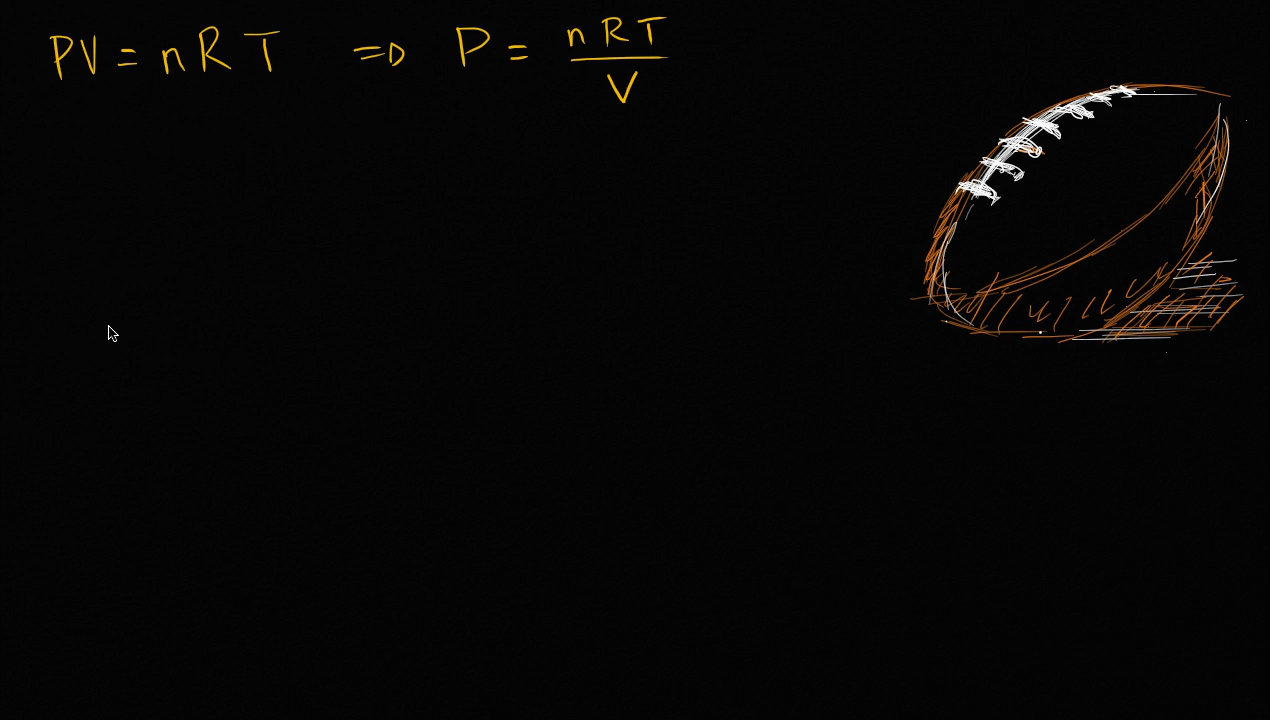 PV = nRT ⇒ P = nRT / V